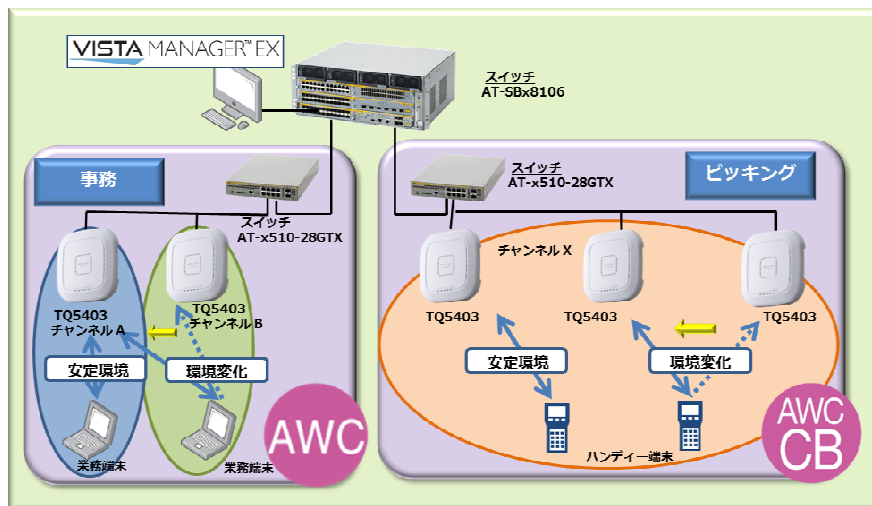 VISTA MANAGER™ EX
スイッチ
AT-SBx8106
事務
スイッチ
AT-x510-28GTX
スイッチ
AT-x510-28GTX
ピッキング
TQ5403
チャンネルA
TQ5403
チャンネルB
安定環境
環境変化
業務端末
業務端末
AWC
チャンネルX
TQ5403
TQ5403
TQ5403
安定環境
環境変化
ハンディー端末
AWC
CB